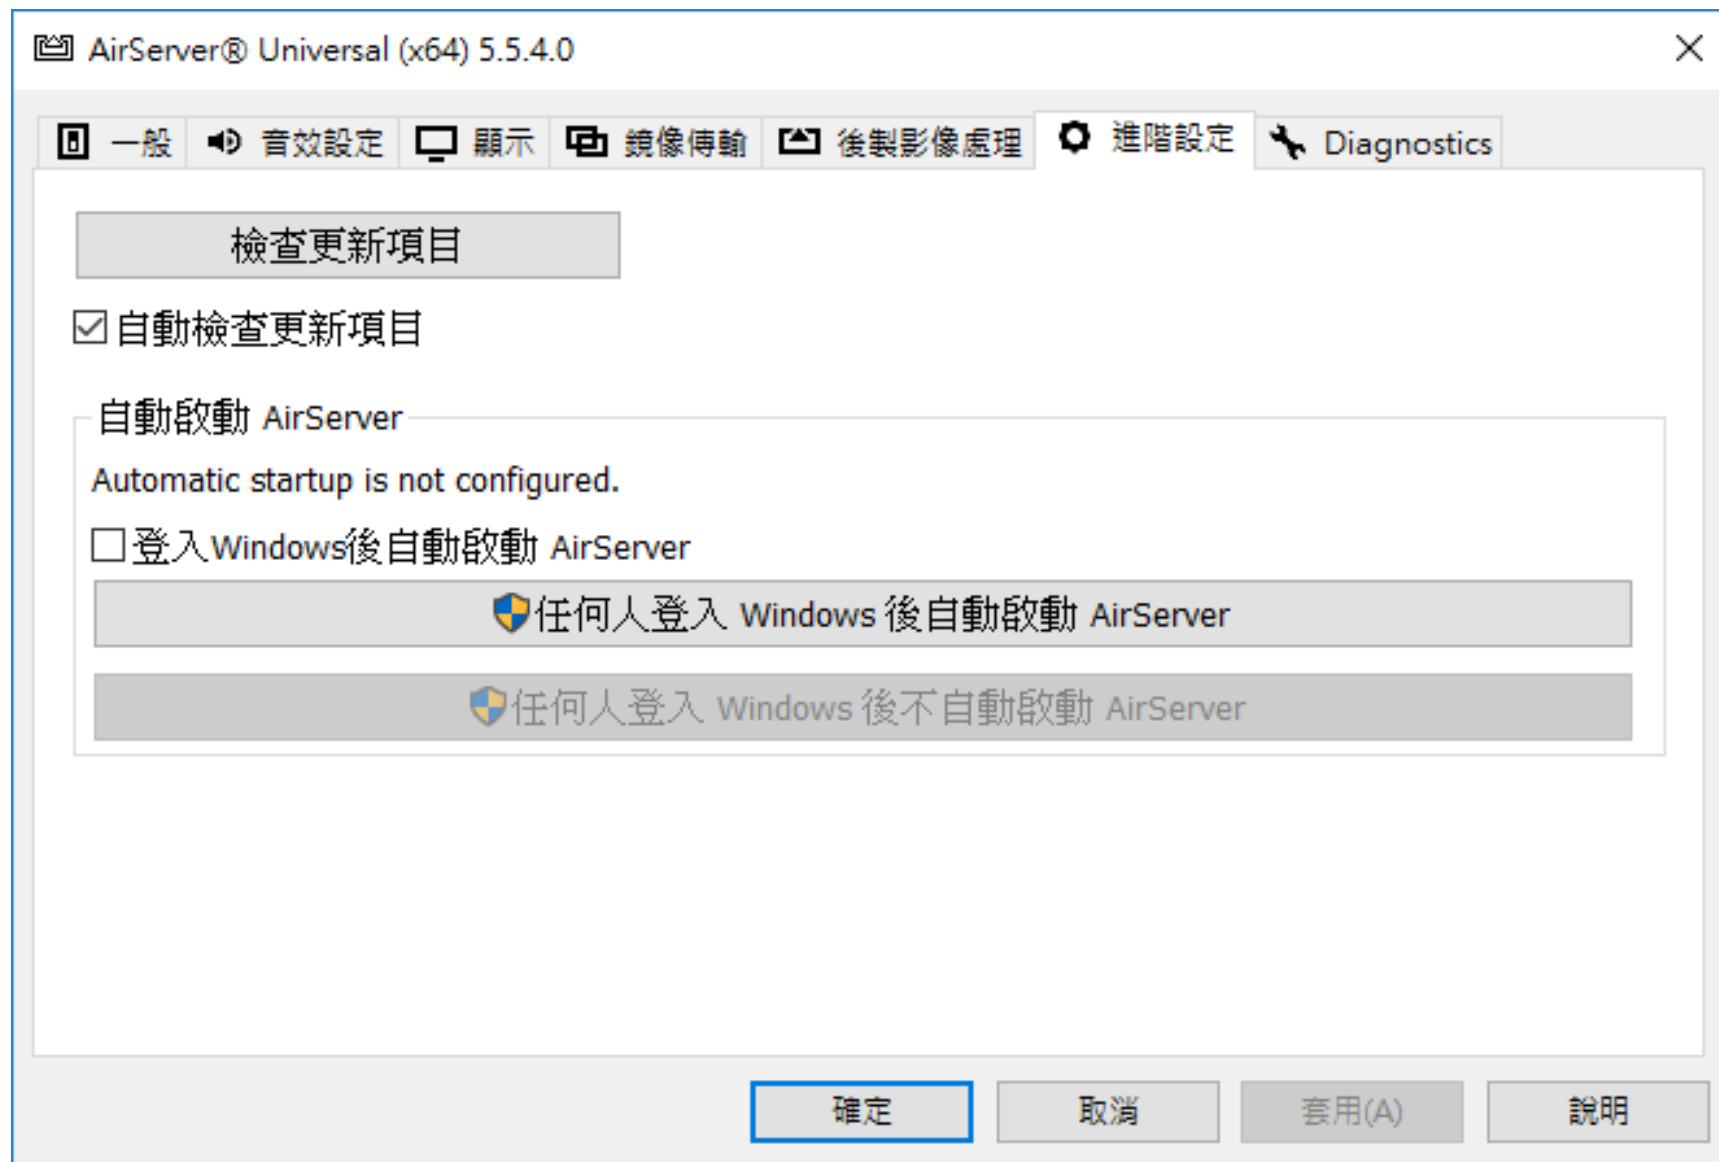 AirServer® Universal (x64) 5.5.4.0
一般 音效設定 顯示 鏡像傳輸 後製影像處理 進階設定 Diagnostics
檢查更新項目
自動檢查更新項目
自動啟動 AirServer
Automatic startup is not configured.
登入Windows後自動啟動 AirServer
任何人登入 Windows 後自動啟動 AirServer
任何人登入 Windows 後不自動啟動 AirServer
確定 取消 套用(A) 說明